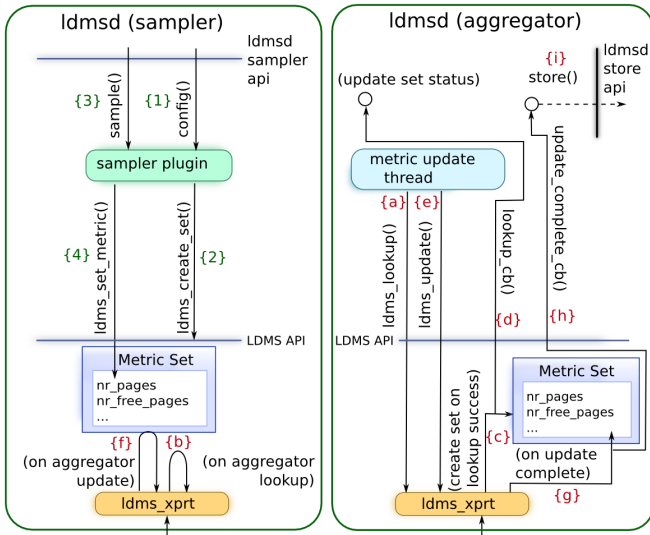 ldmsd (sampler)
ldmsd
sampler
api
{3}
sample()
{1}
config()
sampler plugin
{4}
ldms_set_metric()
ldms_create_set()
{2}
LDMS API
Metric Set
nr_pages
nr_free_pages
...
{f}
{b}
(on aggregator
update)
(on aggregator
lookup)
ldms_xprt
ldmsd (aggregator)
{i}
store()
ldmsd
store
api
(update set status)
metric update
thread
{a}
{e}
ldms_lookup()
ldms_update()
lookup_cb()
{d}
update_complete_cb()
{h}
LDMS API
Metric Set
nr_pages
nr_free_pages
...
(create set on
lookup success)
{c}
(on update
complete)
{g}
ldms_xprt